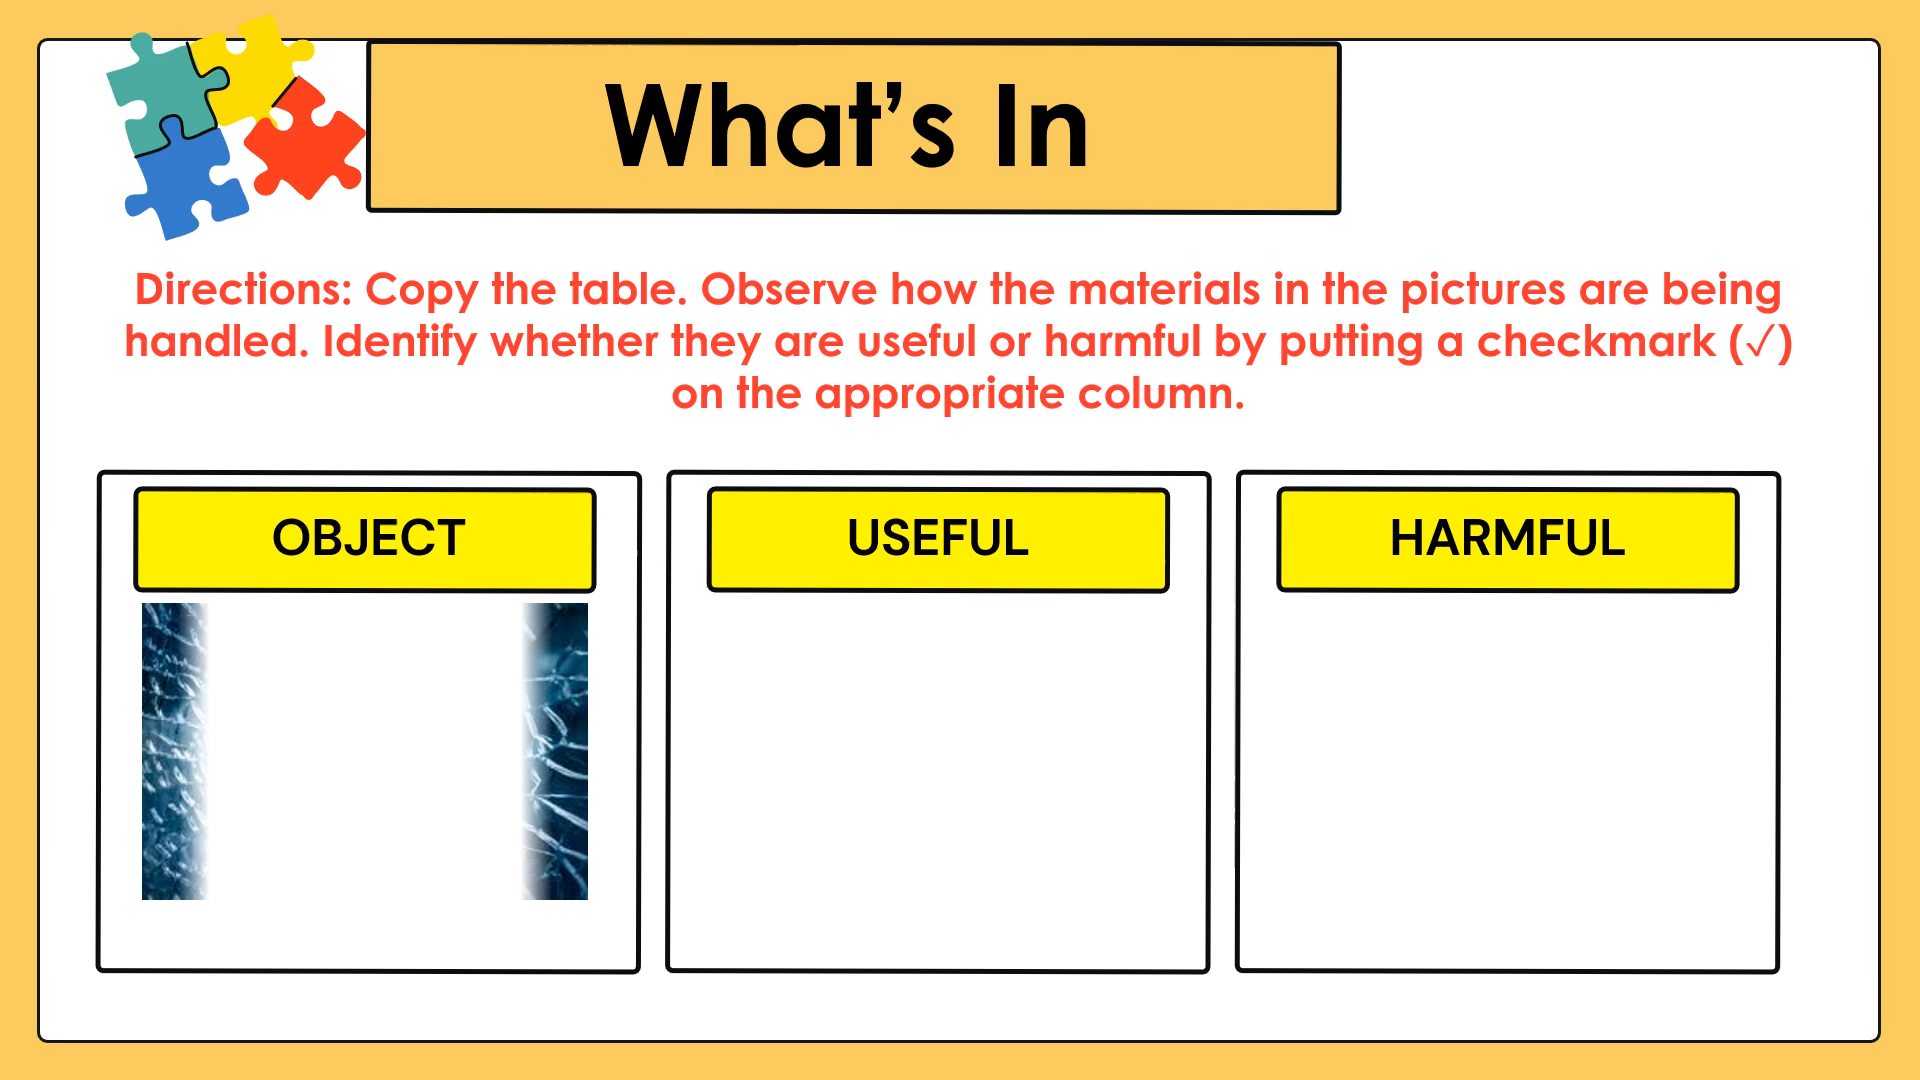 What’s In
Directions: Copy the table. Observe how the materials in the pictures are being
handled. Identify whether they are useful or harmful by putting a checkmark (✓)
on the appropriate column.
OBJECT
USEFUL
HARMFUL